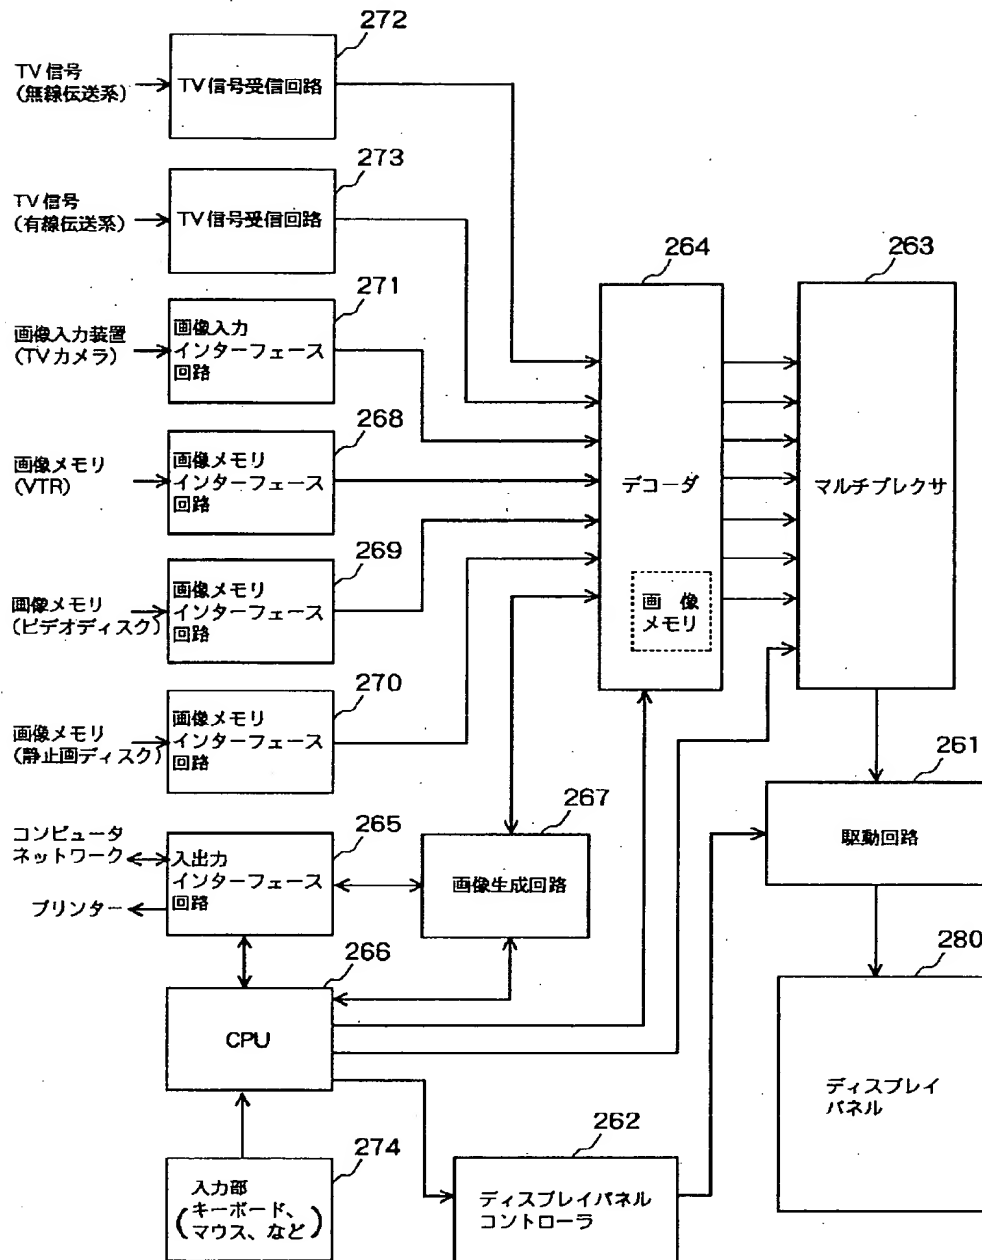 272
TV信号
(無線伝送系)
TV信号受信回路
273
TV信号
(有線伝送系)
TV信号受信回路
271
画像入力装置
(TVカメラ)
画像入力
インターフェース
回路
268
画像メモリ
(VTR)
画像メモリ
インターフェース
回路
269
画像メモリ
(ビデオディスク)
画像メモリ
インターフェース
回路
270
画像メモリ
(静止画ディスク)
画像メモリ
インターフェース
回路
264
デコーダ
画 像
メモリ
263
マルチプレクサ
265
コンピュータ
ネットワーク
プリンター
入出力
インターフェース
回路
267
画像生成回路
261
駆動回路
266
CPU
280
ディスプレイ
パネル
274
入力部
(キーボード、
マウス、など)
262
ディスプレイパネル
コントローラ